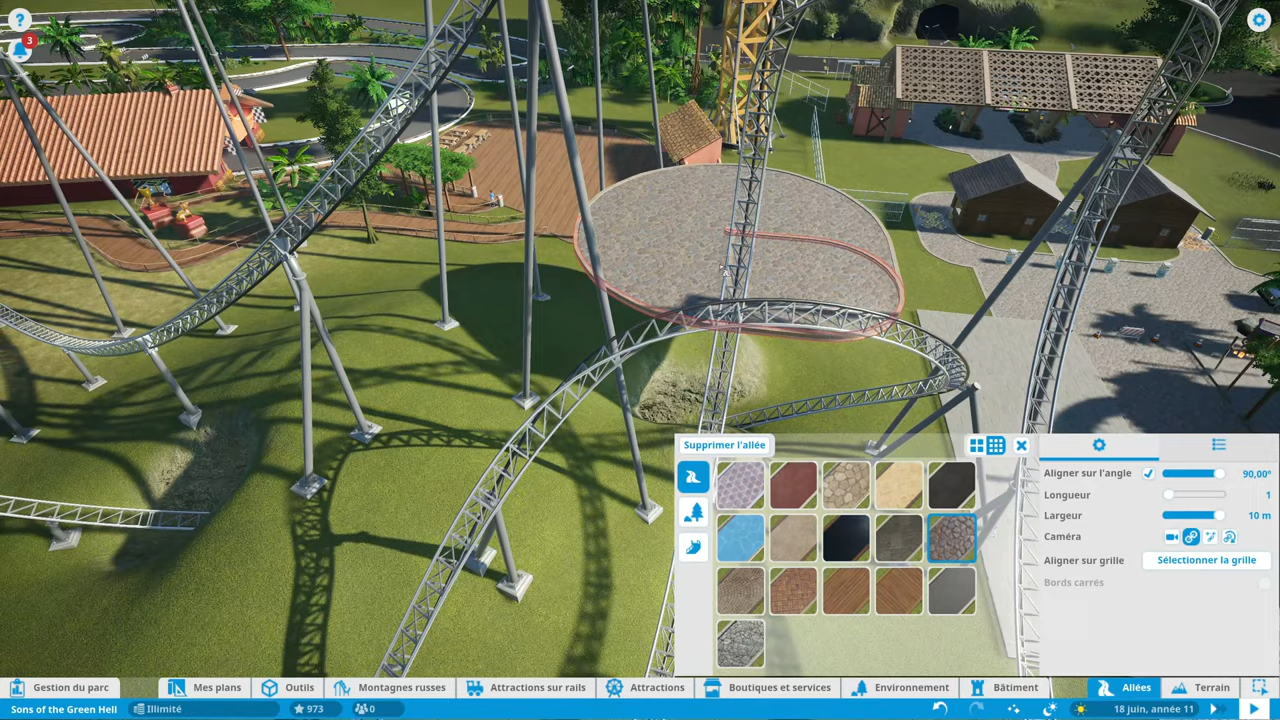 ?
3
Supprimer l'allée
Aligner sur l'angle
90,00°
Longueur
1
Largeur
10 m
Caméra
Aligner sur grille
Sélectionner la grille
Bords carrés
Gestion du parc
Mes plans
Outils
Montagnes russes
Attractions sur rails
Attractions
Boutiques et services
Environnement
Bâtiment
Allées
Terrain
Sons of the Green Hell
Illimité
973
0
18 juin, année 11